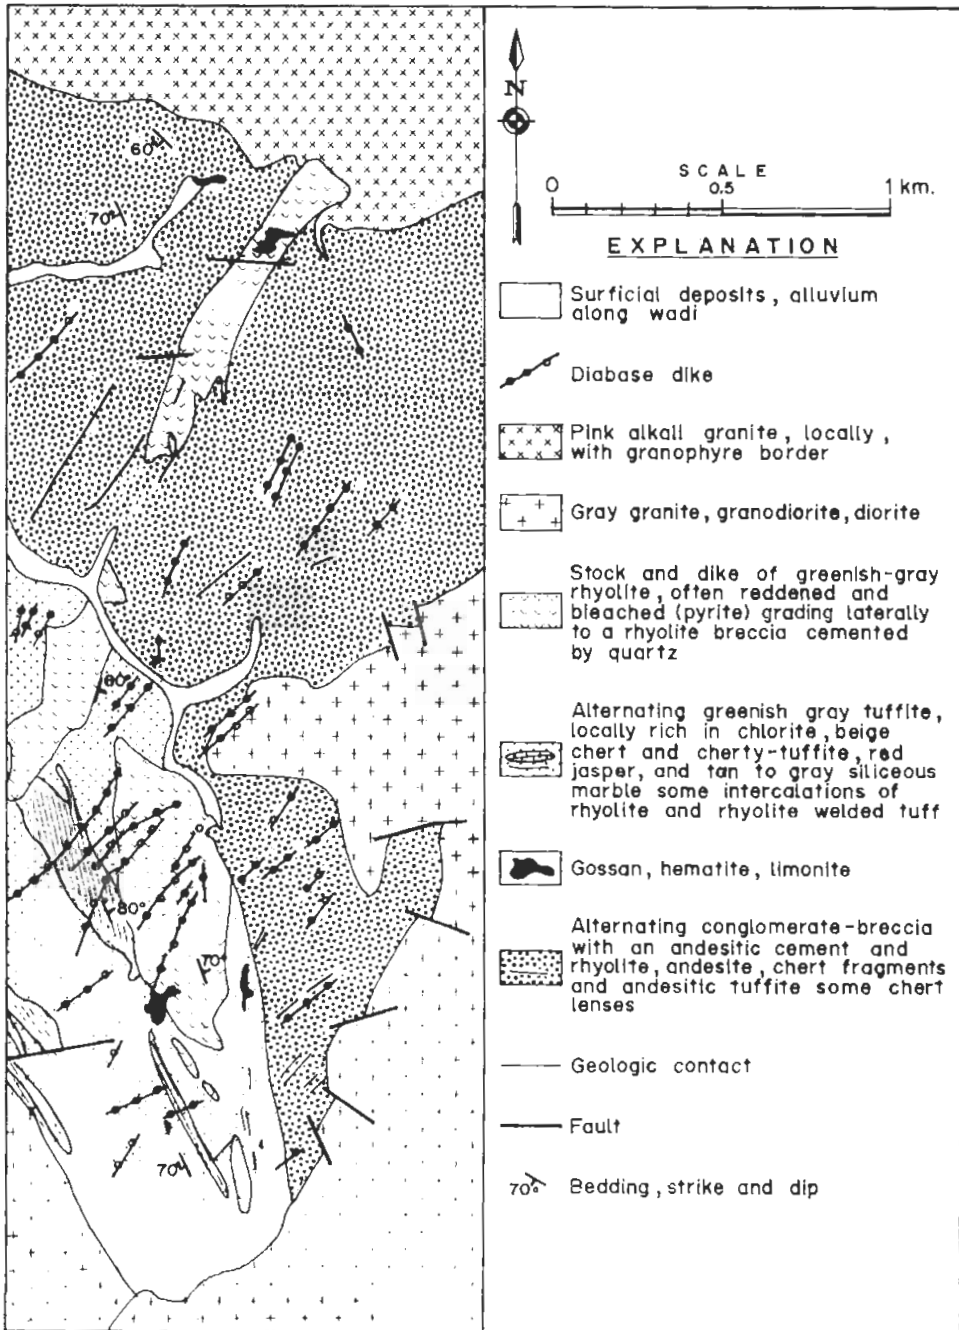 N
SCALE
0 0.5 1 km.
EXPLANATION
Surficial deposits, alluvium
along wadi
Diabase dike
Pink alkali granite, locally,
with granophyre border
Gray granite, granodiorite, diorite
Stock and dike of greenish-gray
rhyolite, often reddened and
bleached (pyrite) grading laterally
to a rhyolite breccia cemented
by quartz
Alternating greenish gray tuffite,
locally rich in chlorite, beige
chert and cherty-tuffite, red
jasper, and tan to gray siliceous
marble some intercalations of
rhyolite and rhyolite welded tuff
Gossan, hematite, limonite
Alternating conglomerate-breccia
with an andesitic cement and
rhyolite, andesite, chert fragments
and andesitic tuffite some chert
lenses
Geologic contact
Fault
70° Bedding, strike and dip
60°
70°
80°
80°
70°
70°